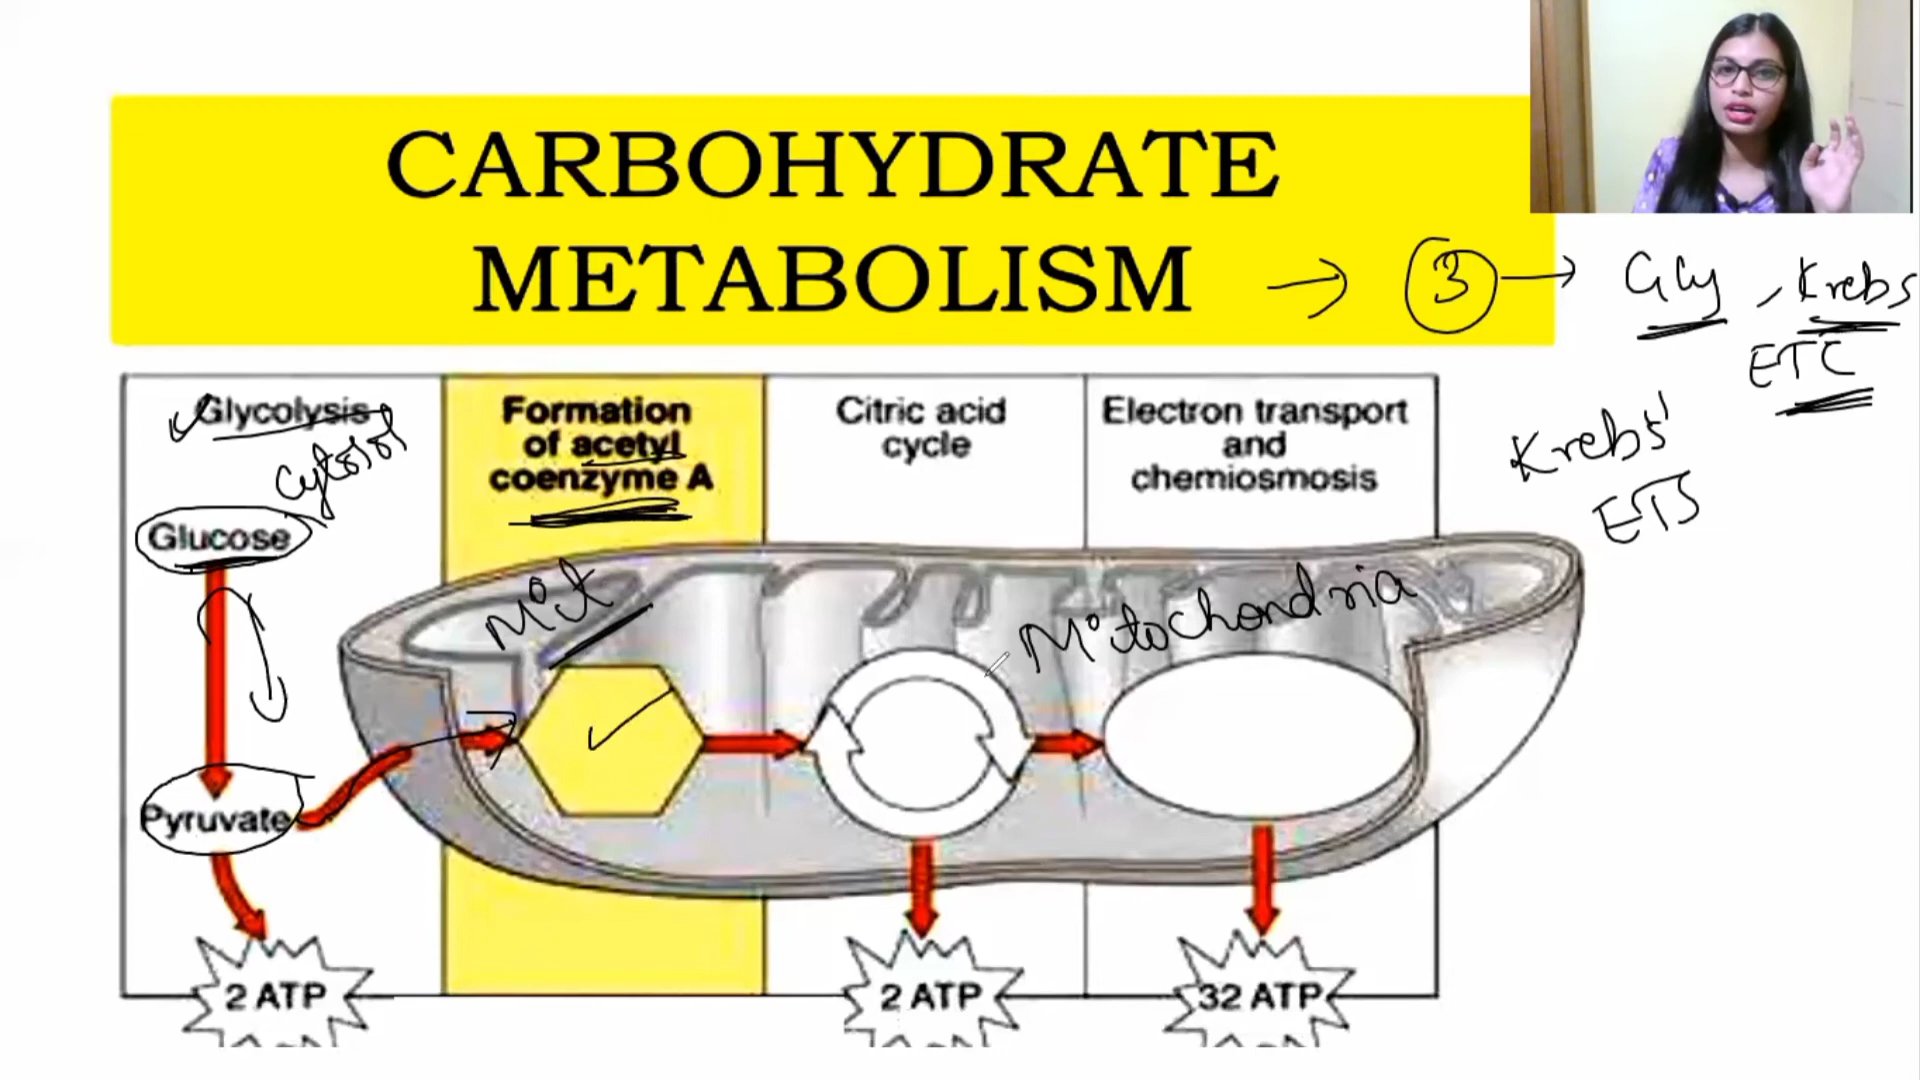 CARBOHYDRATE
METABOLISM → 3 → Gly, Krebs
ETC
Krebs'
ETS
Glycolysis
Cytosol
Glucose
Pyruvate
2 ATP
Formation
of acetyl
coenzyme A
Mit
Citric acid
cycle
Mitochondria
2 ATP
Electron transport
and
chemiosmosis
32 ATP